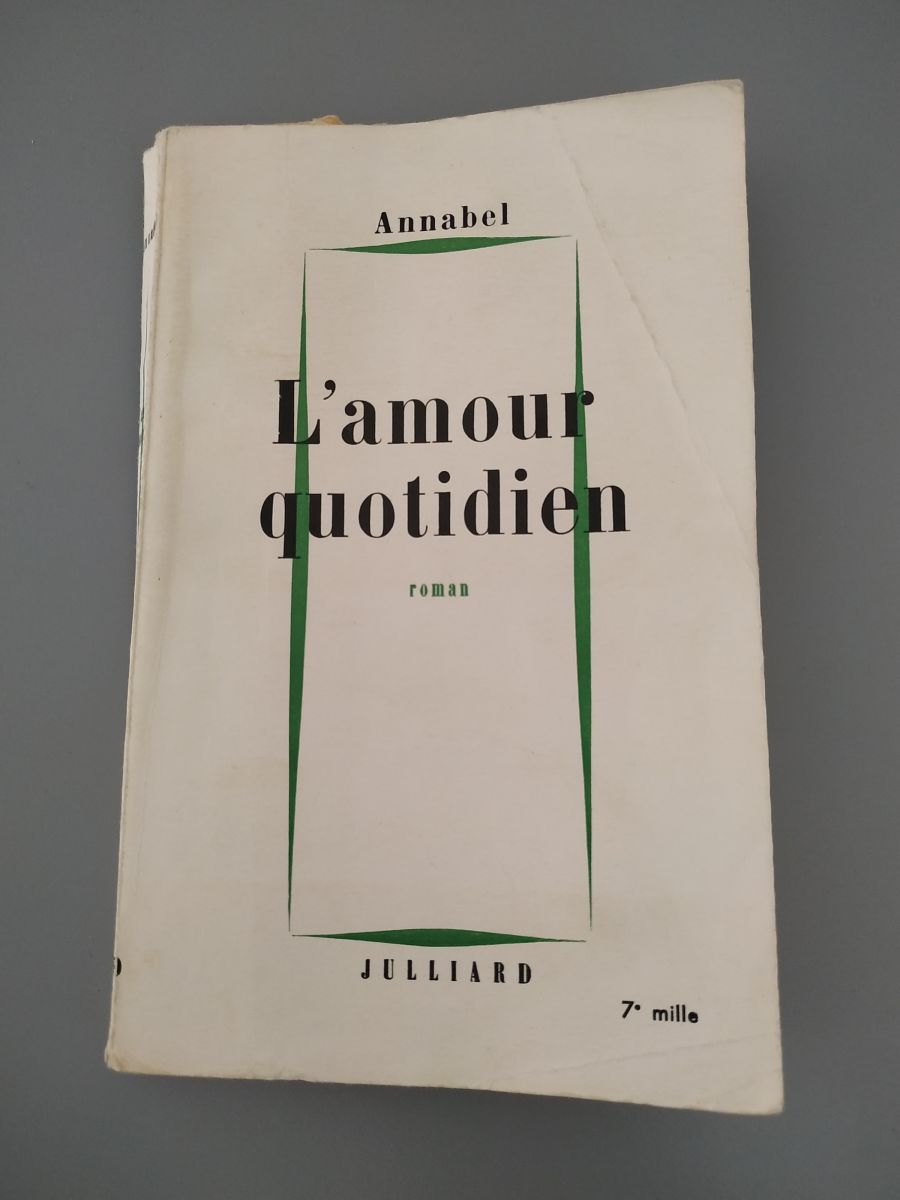 Annabel
L'amour
quotidien
roman
JULLIARD
7e mille